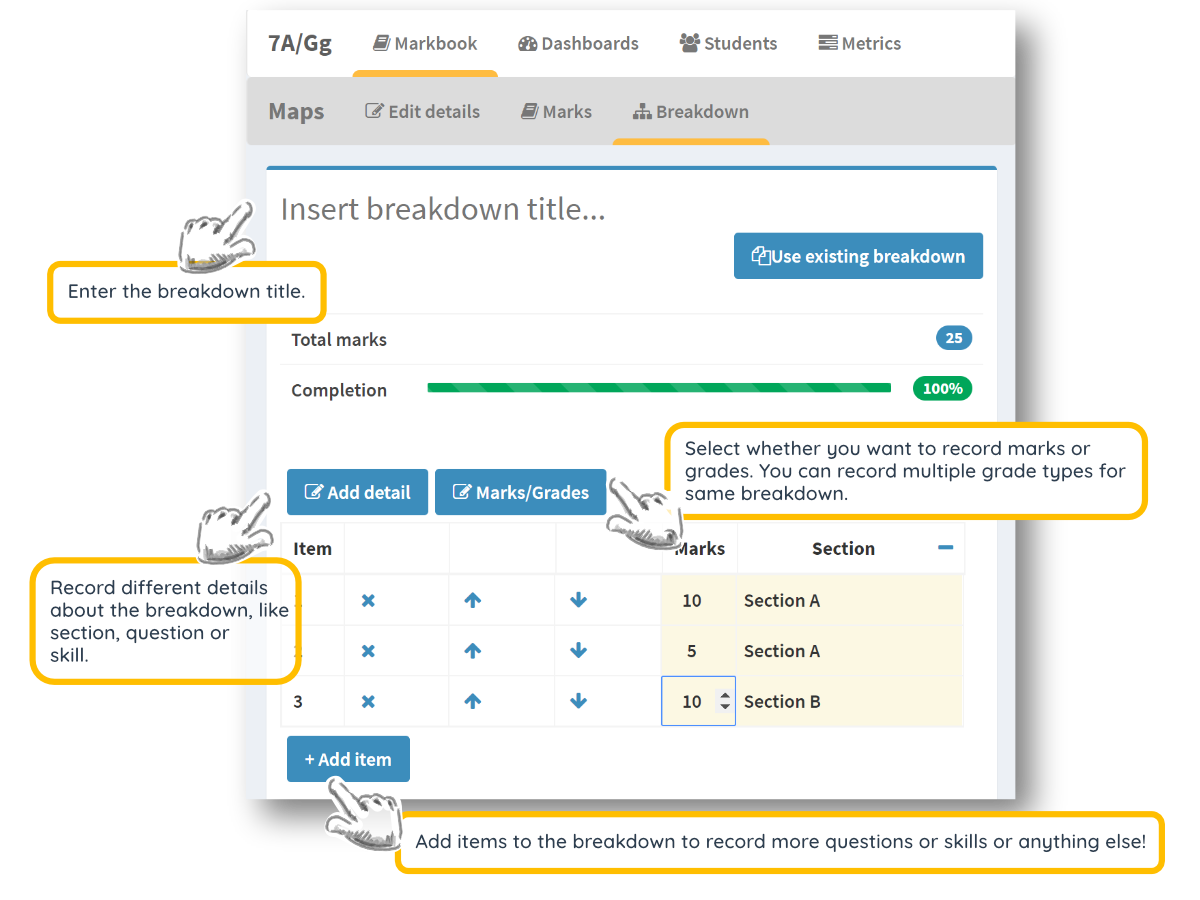 7A/Gg Markbook Dashboards Students Metrics
Maps Edit details Marks Breakdown
Insert breakdown title...
Use existing breakdown
Enter the breakdown title.
Total marks 25
Completion 100%
Select whether you want to record marks or
grades. You can record multiple grade types for
same breakdown.
Add detail Marks/Grades
Item Marks Section
Record different details
about the breakdown, like
section, question or
skill.
10 Section A
5 Section A
3 10 Section B
+ Add item
Add items to the breakdown to record more questions or skills or anything else!